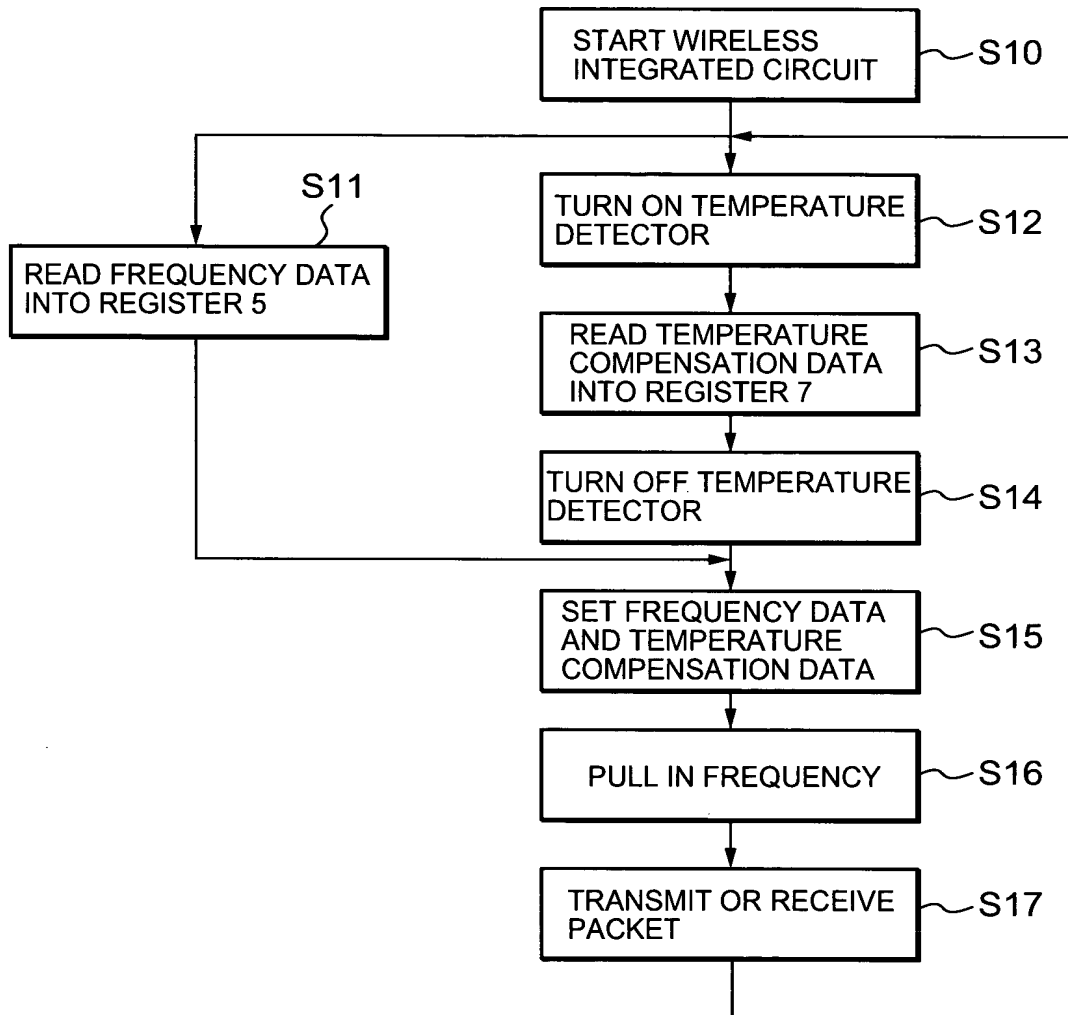 START WIRELESS
INTEGRATED CIRCUIT
S10
S11
READ FREQUENCY DATA
INTO REGISTER 5
TURN ON TEMPERATURE
DETECTOR
S12
READ TEMPERATURE
COMPENSATION DATA
INTO REGISTER 7
S13
TURN OFF TEMPERATURE
DETECTOR
S14
SET FREQUENCY DATA
AND TEMPERATURE
COMPENSATION DATA
S15
PULL IN FREQUENCY
S16
TRANSMIT OR RECEIVE
PACKET
S17